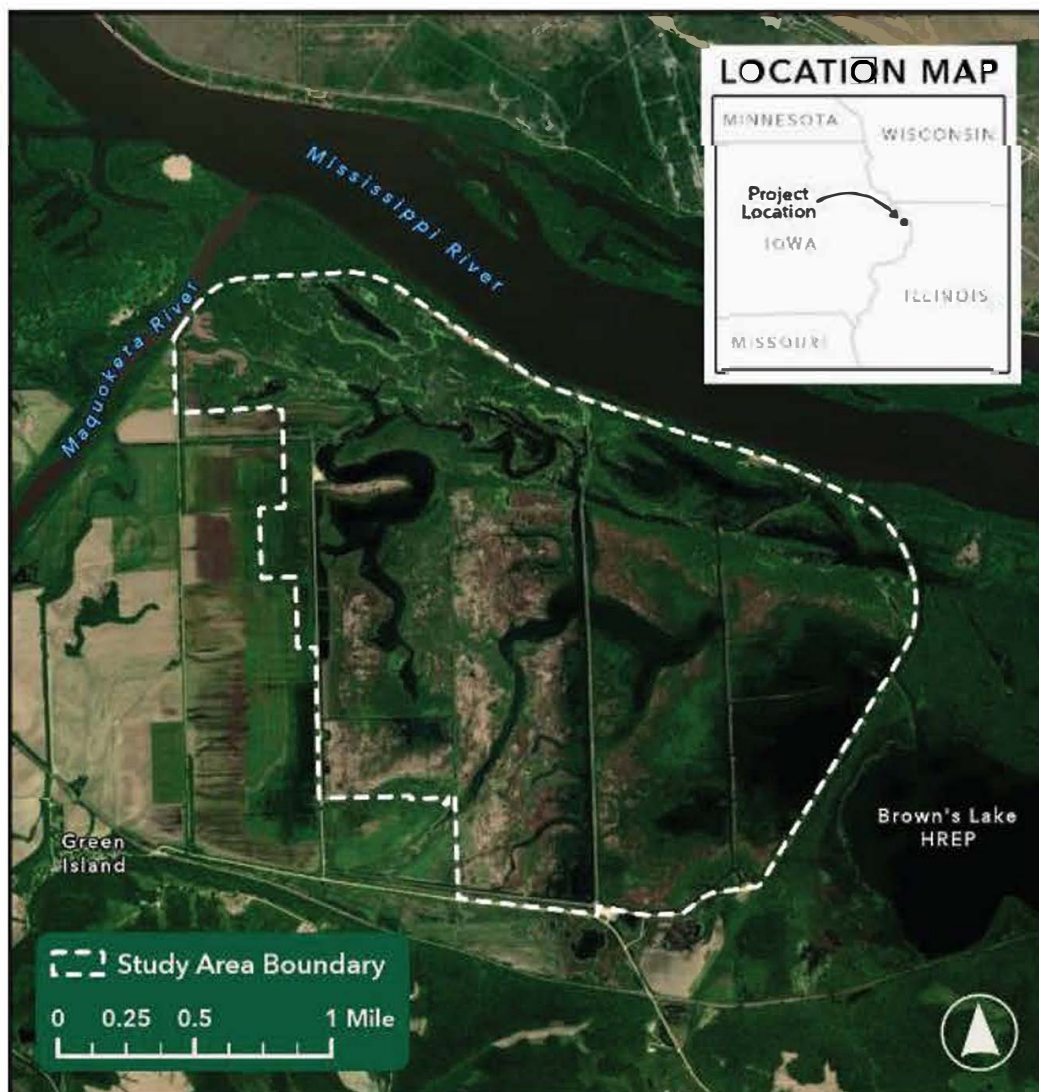 LOCATION MAP
MINNESOTA
WISCONSIN
Project
Location
IOWA
ILLINOIS
MISSOURI
Mississippi River
Maquoketa River
Brown's Lake
HREP
Green
Island
Study Area Boundary
0 0.25 0.5 1 Mile